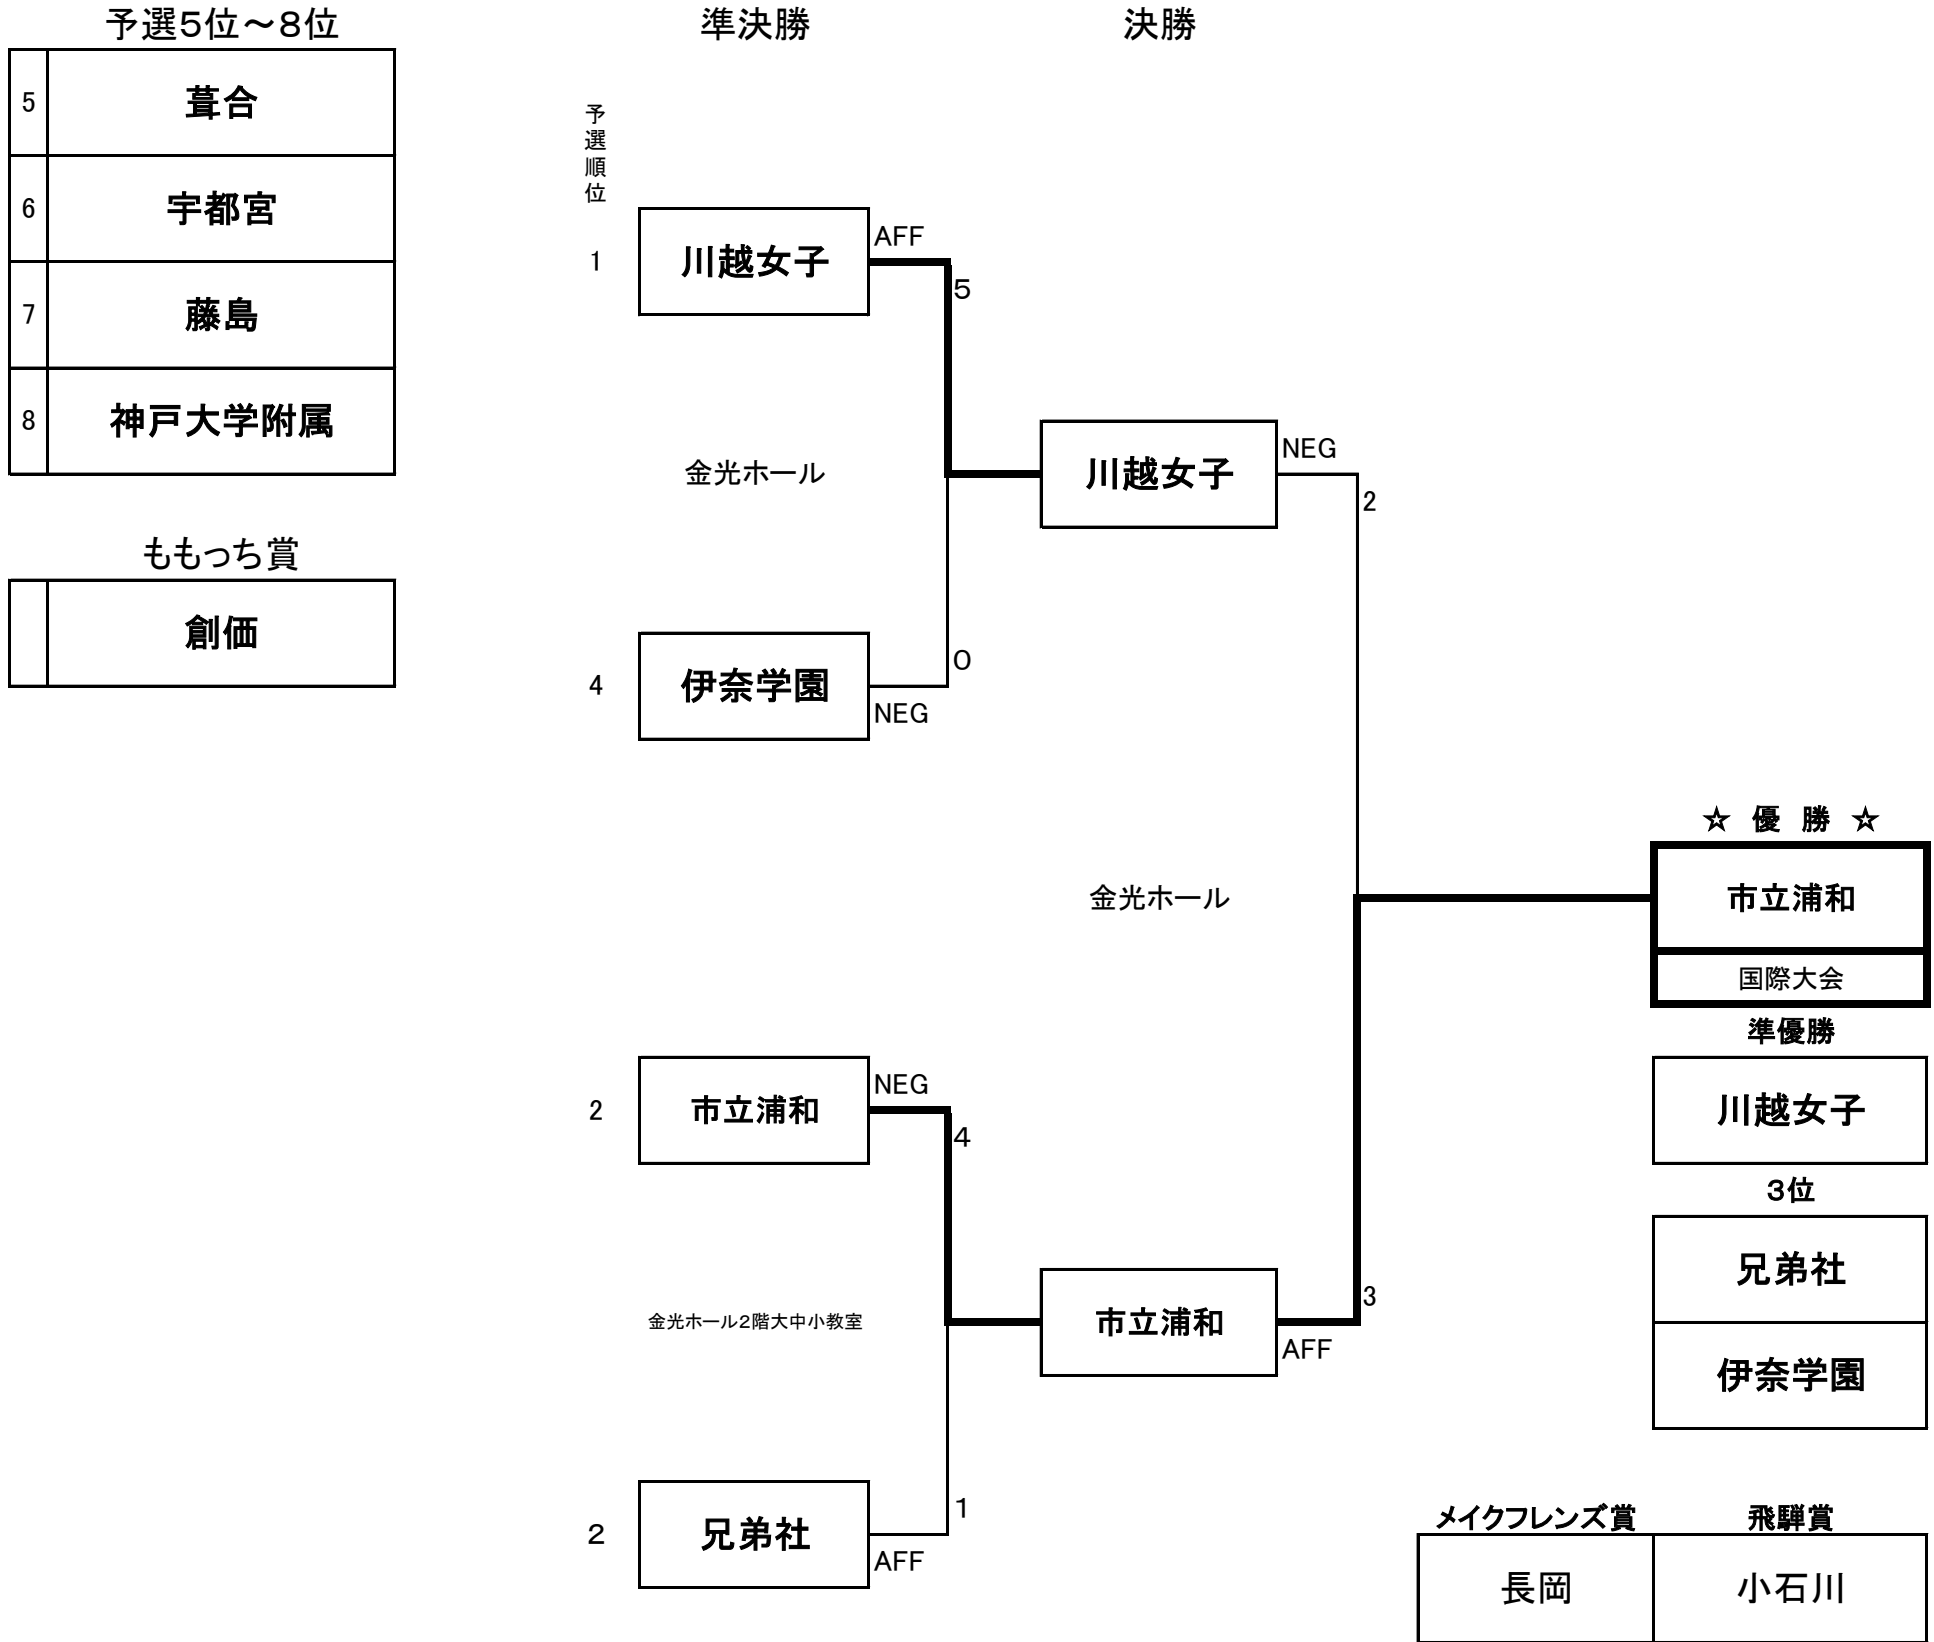 予選５位～８位
5
葺合
6
宇都宮
7
藤島
8
神戸大学附属
ももっち賞
創価
準決勝
決勝
予選順位
1
川越女子
AFF
5
金光ホール
4
伊奈学園
0
NEG
川越女子
NEG
2
金光ホール
2
市立浦和
NEG
4
金光ホール2階大中小教室
2
兄弟社
1
AFF
市立浦和
3
AFF
☆ 優 勝 ☆
市立浦和
国際大会
準優勝
川越女子
３位
兄弟社
伊奈学園
メイクフレンズ賞
飛騨賞
長岡
小石川